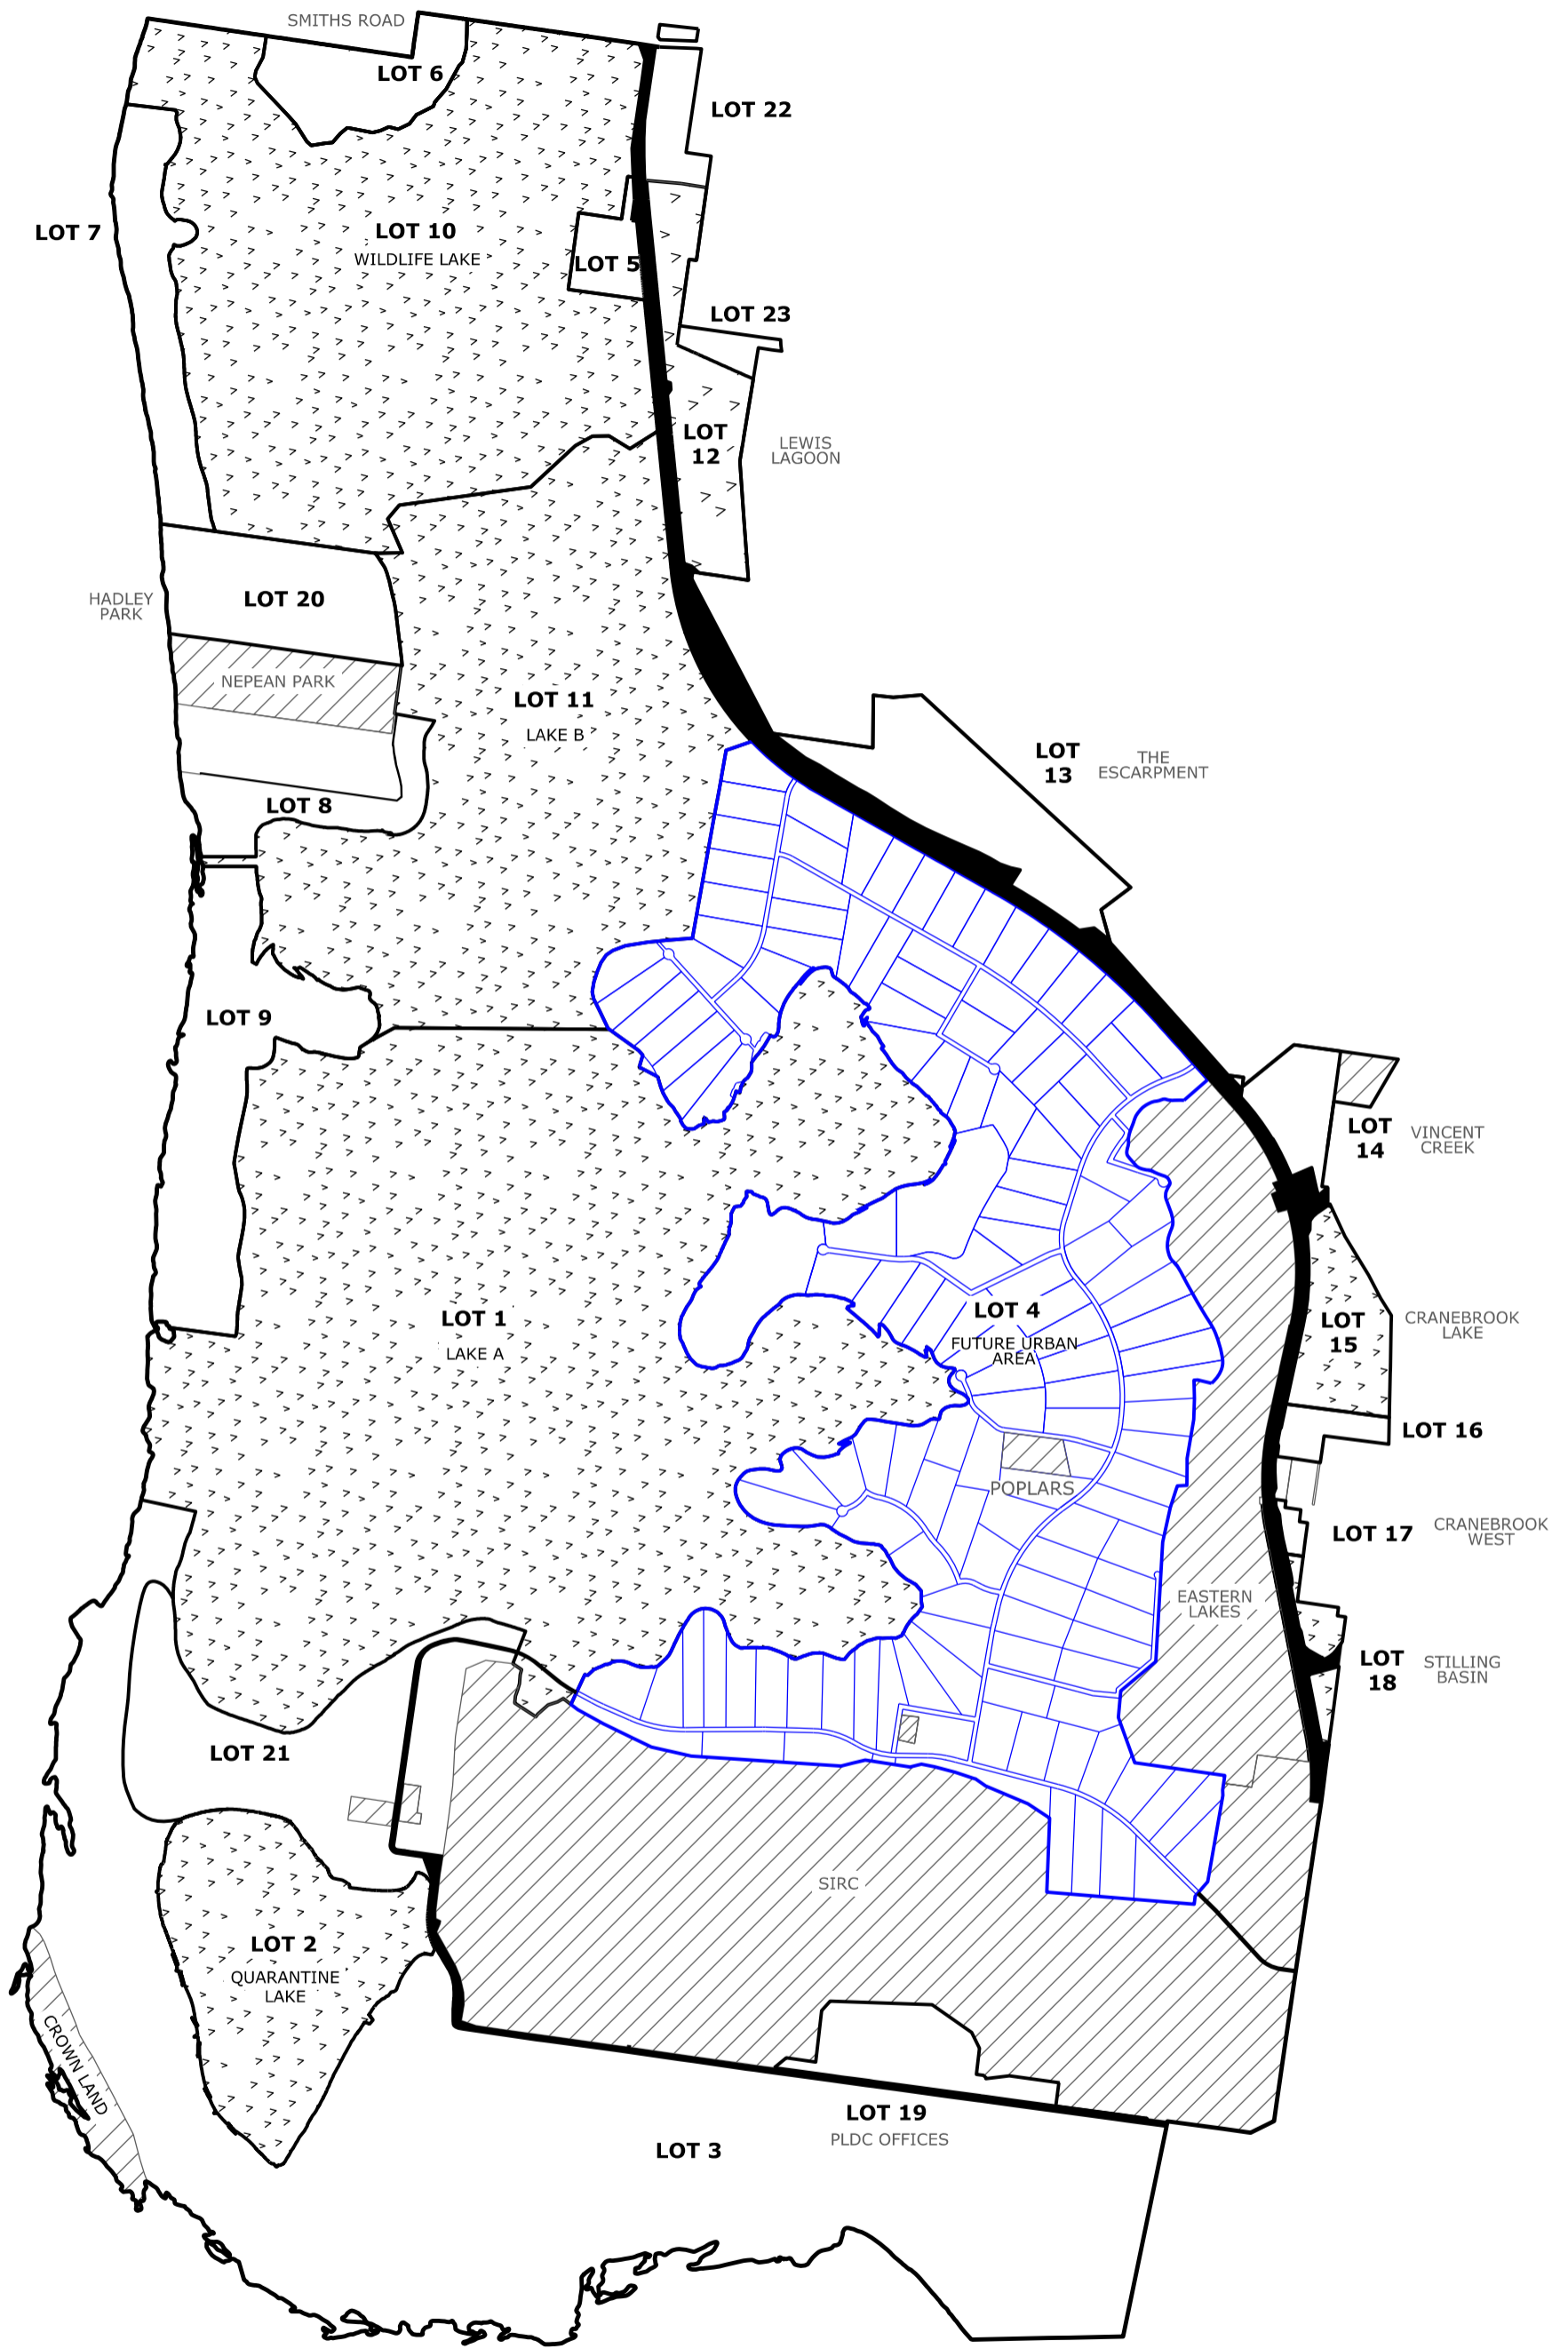 SMITHS ROAD
LOT 6
LOT 22
LOT 7
LOT 10
WILDLIFE LAKE
LOT 5
LOT 23
LOT
12
LEWIS
LAGOON
HADLEY
PARK
LOT 20
NEPEAN PARK
LOT 11
LAKE B
LOT
13
THE
ESCARPMENT
LOT 8
LOT 9
LOT
14
VINCENT
CREEK
LOT 1
LAKE A
LOT 4
FUTURE URBAN
AREA
LOT
15
CRANEBROOK
LAKE
LOT 16
POPLARS
LOT 17
CRANEBROOK
WEST
EASTERN
LAKES
LOT
18
STILLING
BASIN
LOT 21
SIRC
LOT 2
QUARANTINE
LAKE
CROWN LAND
LOT 19
PLDC OFFICES
LOT 3